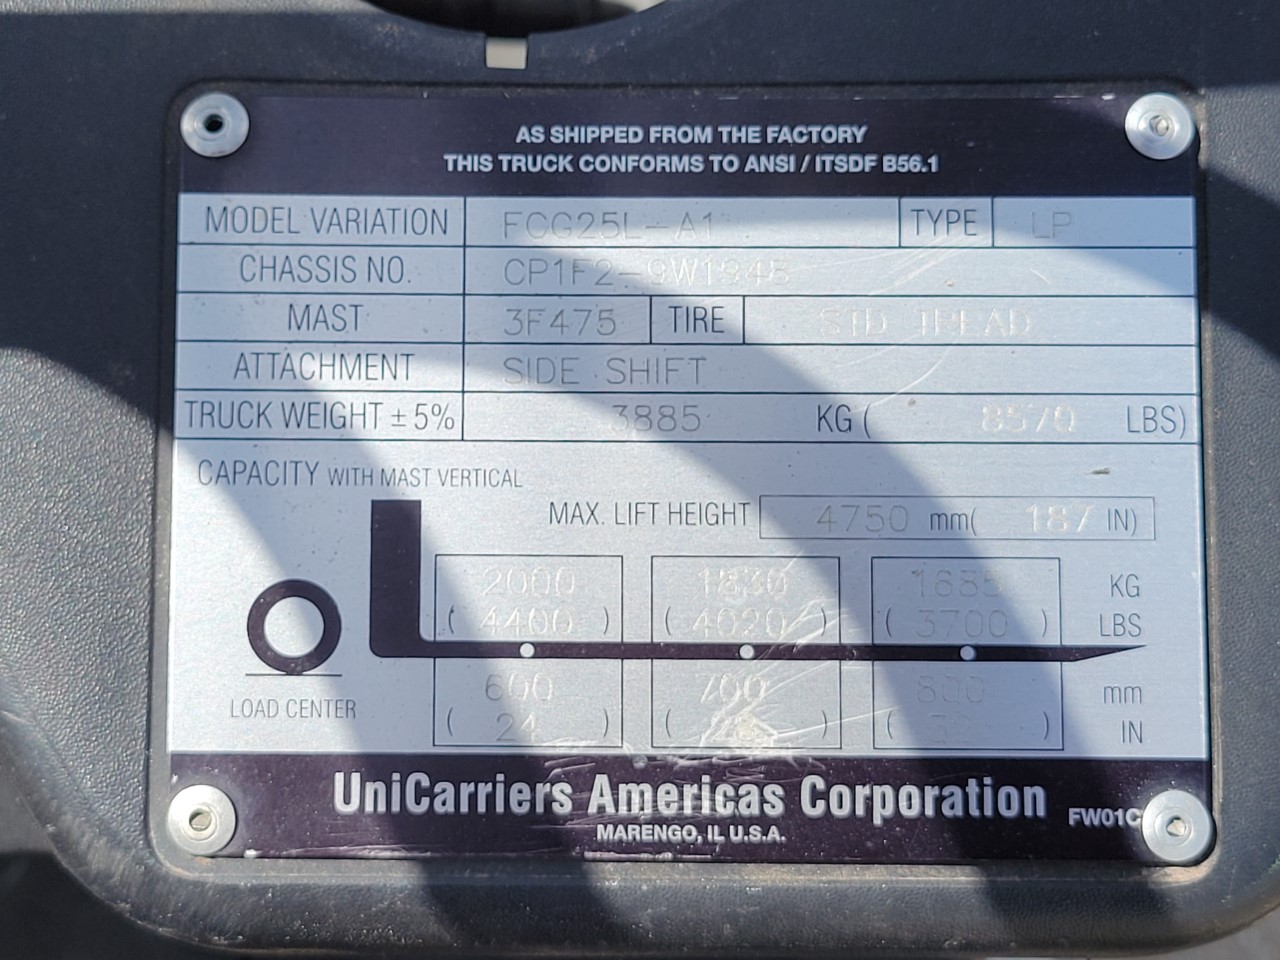 AS SHIPPED FROM THE FACTORY
THIS TRUCK CONFORMS TO ANSI / ITSDF B56.1
MODEL VARIATION FCG25L-A1 TYPE LP
CHASSIS NO.
MAST 3F475 TIRE STD TREAD
ATTACHMENT SIDE SHIFT
TRUCK WEIGHT ± 5% 3885 KG ( 8570 LBS)
CAPACITY WITH MAST VERTICAL
MAX. LIFT HEIGHT 4750 mm( 187 IN)
2000 1830 1685 KG
( 4400 ) ( 4020 ) ( 3700 ) LBS
600 700 800 mm
LOAD CENTER ( 24 ) ( ) ( ) IN
UniCarriers Americas Corporation
FW01C
MARENGO, IL U.S.A.